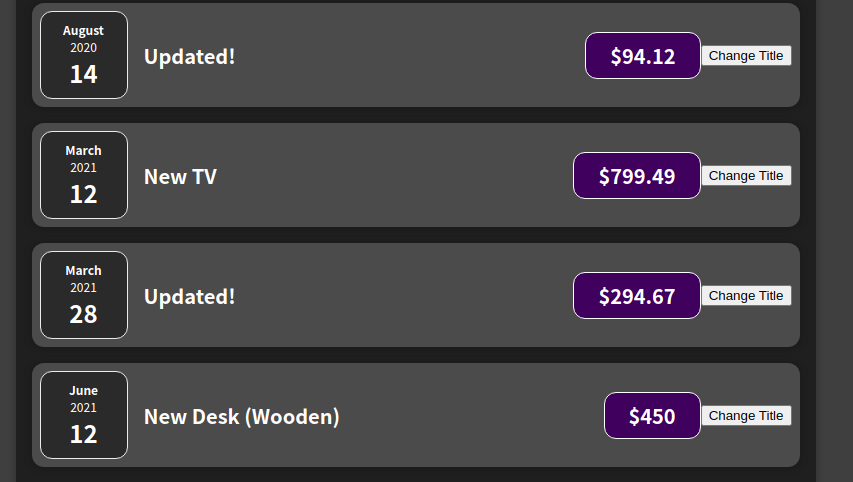 August
2020
14
Updated!
$94.12
Change Title
March
2021
12
New TV
$799.49
Change Title
March
2021
28
Updated!
$294.67
Change Title
June
2021
12
New Desk (Wooden)
$450
Change Title